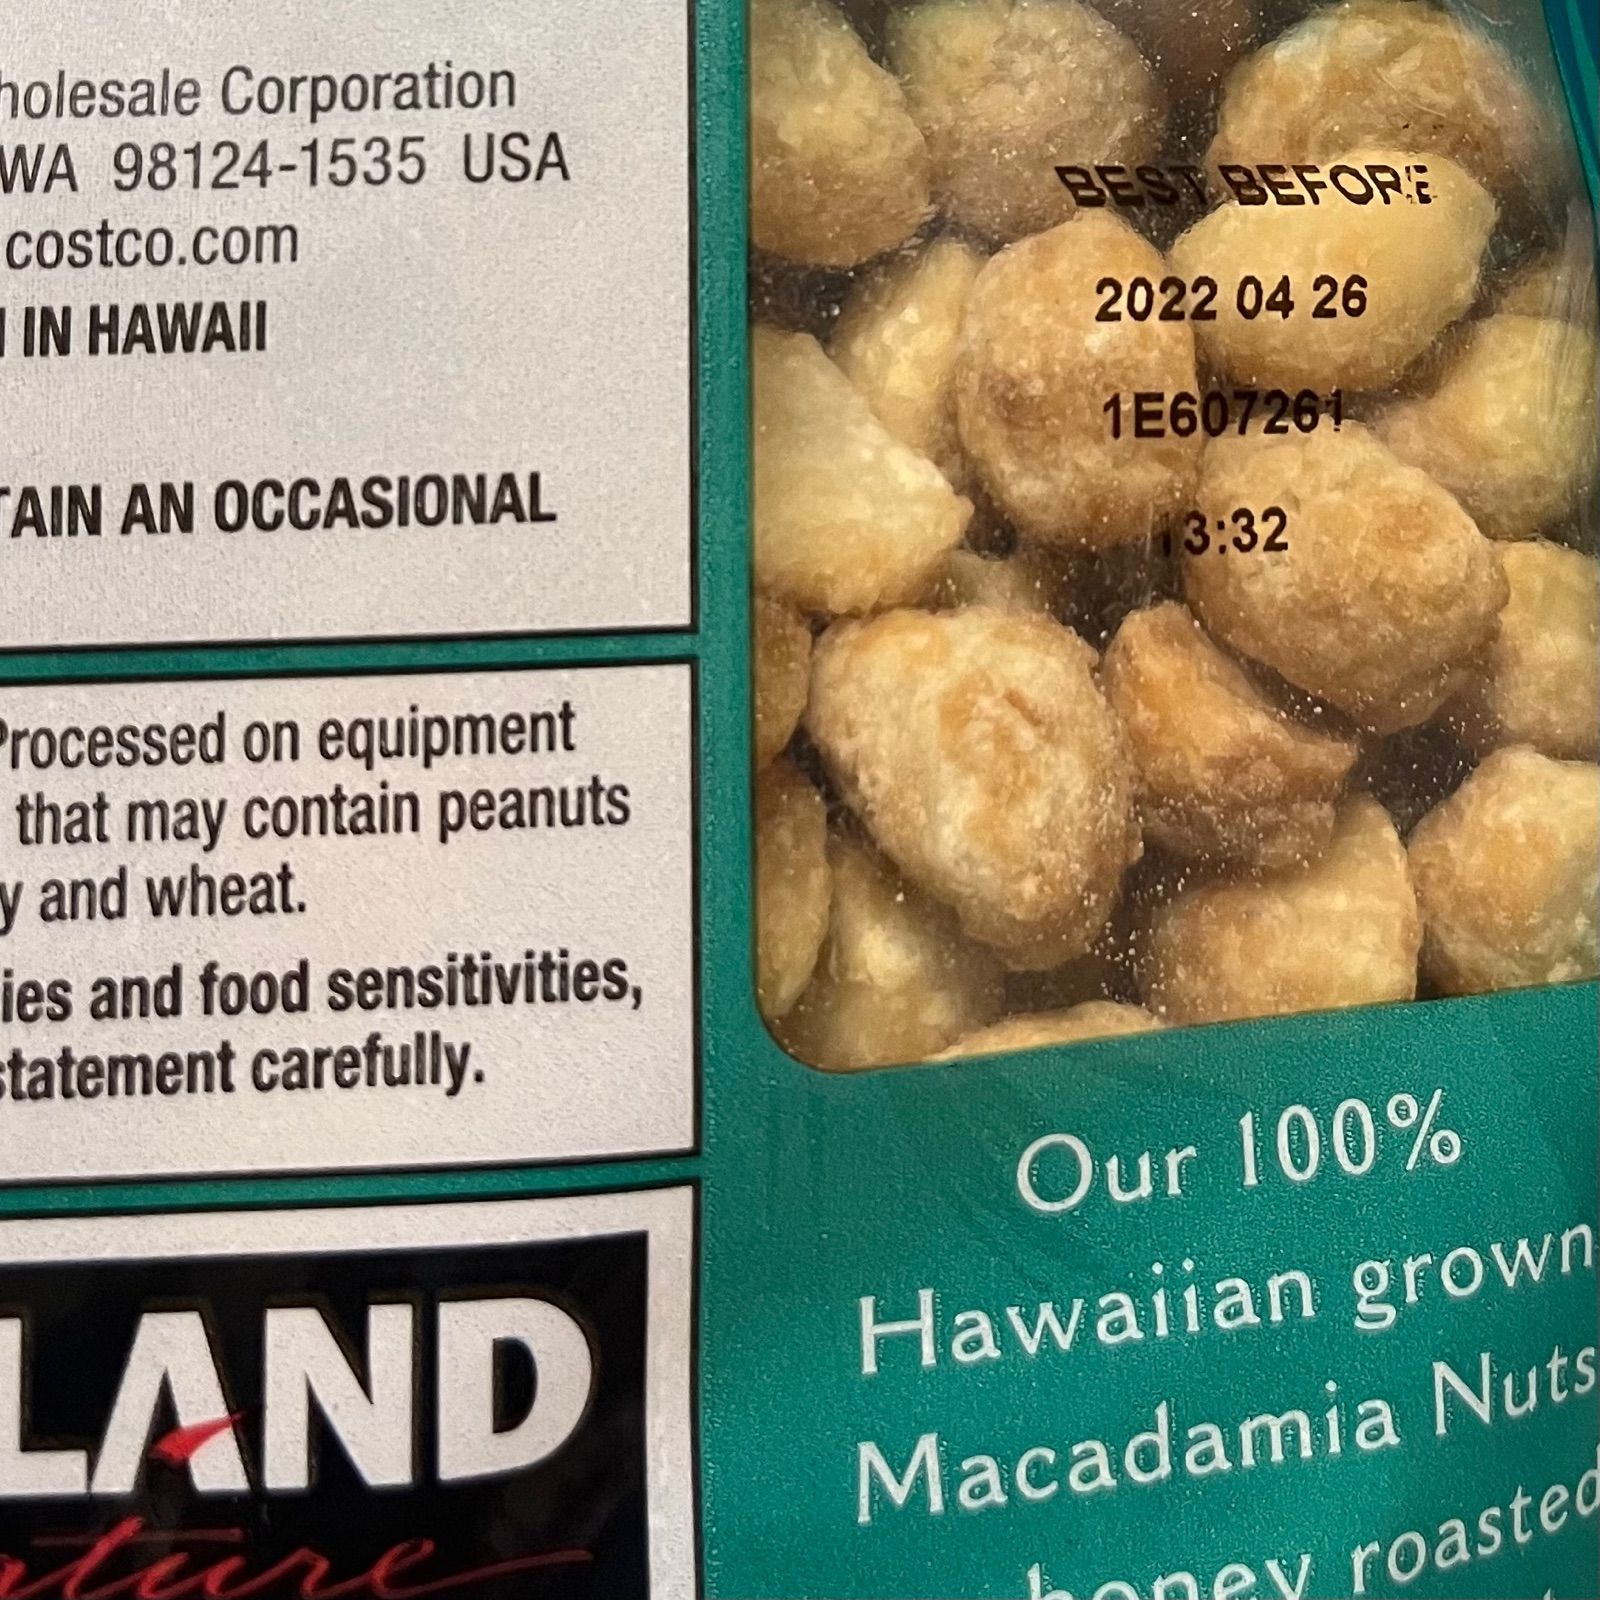 holesale Corporation
WA 98124-1535 USA
costco.com
IN HAWAII
TAIN AN OCCASIONAL
Processed on equipment
that may contain peanuts
y and wheat.
ies and food sensitivities,
statement carefully.
LAND
ature
BEST BEFORE
2022 04 26
1E607261
13:32
Our 100%
Hawaiian grown
Macadamia Nuts
honey roasted